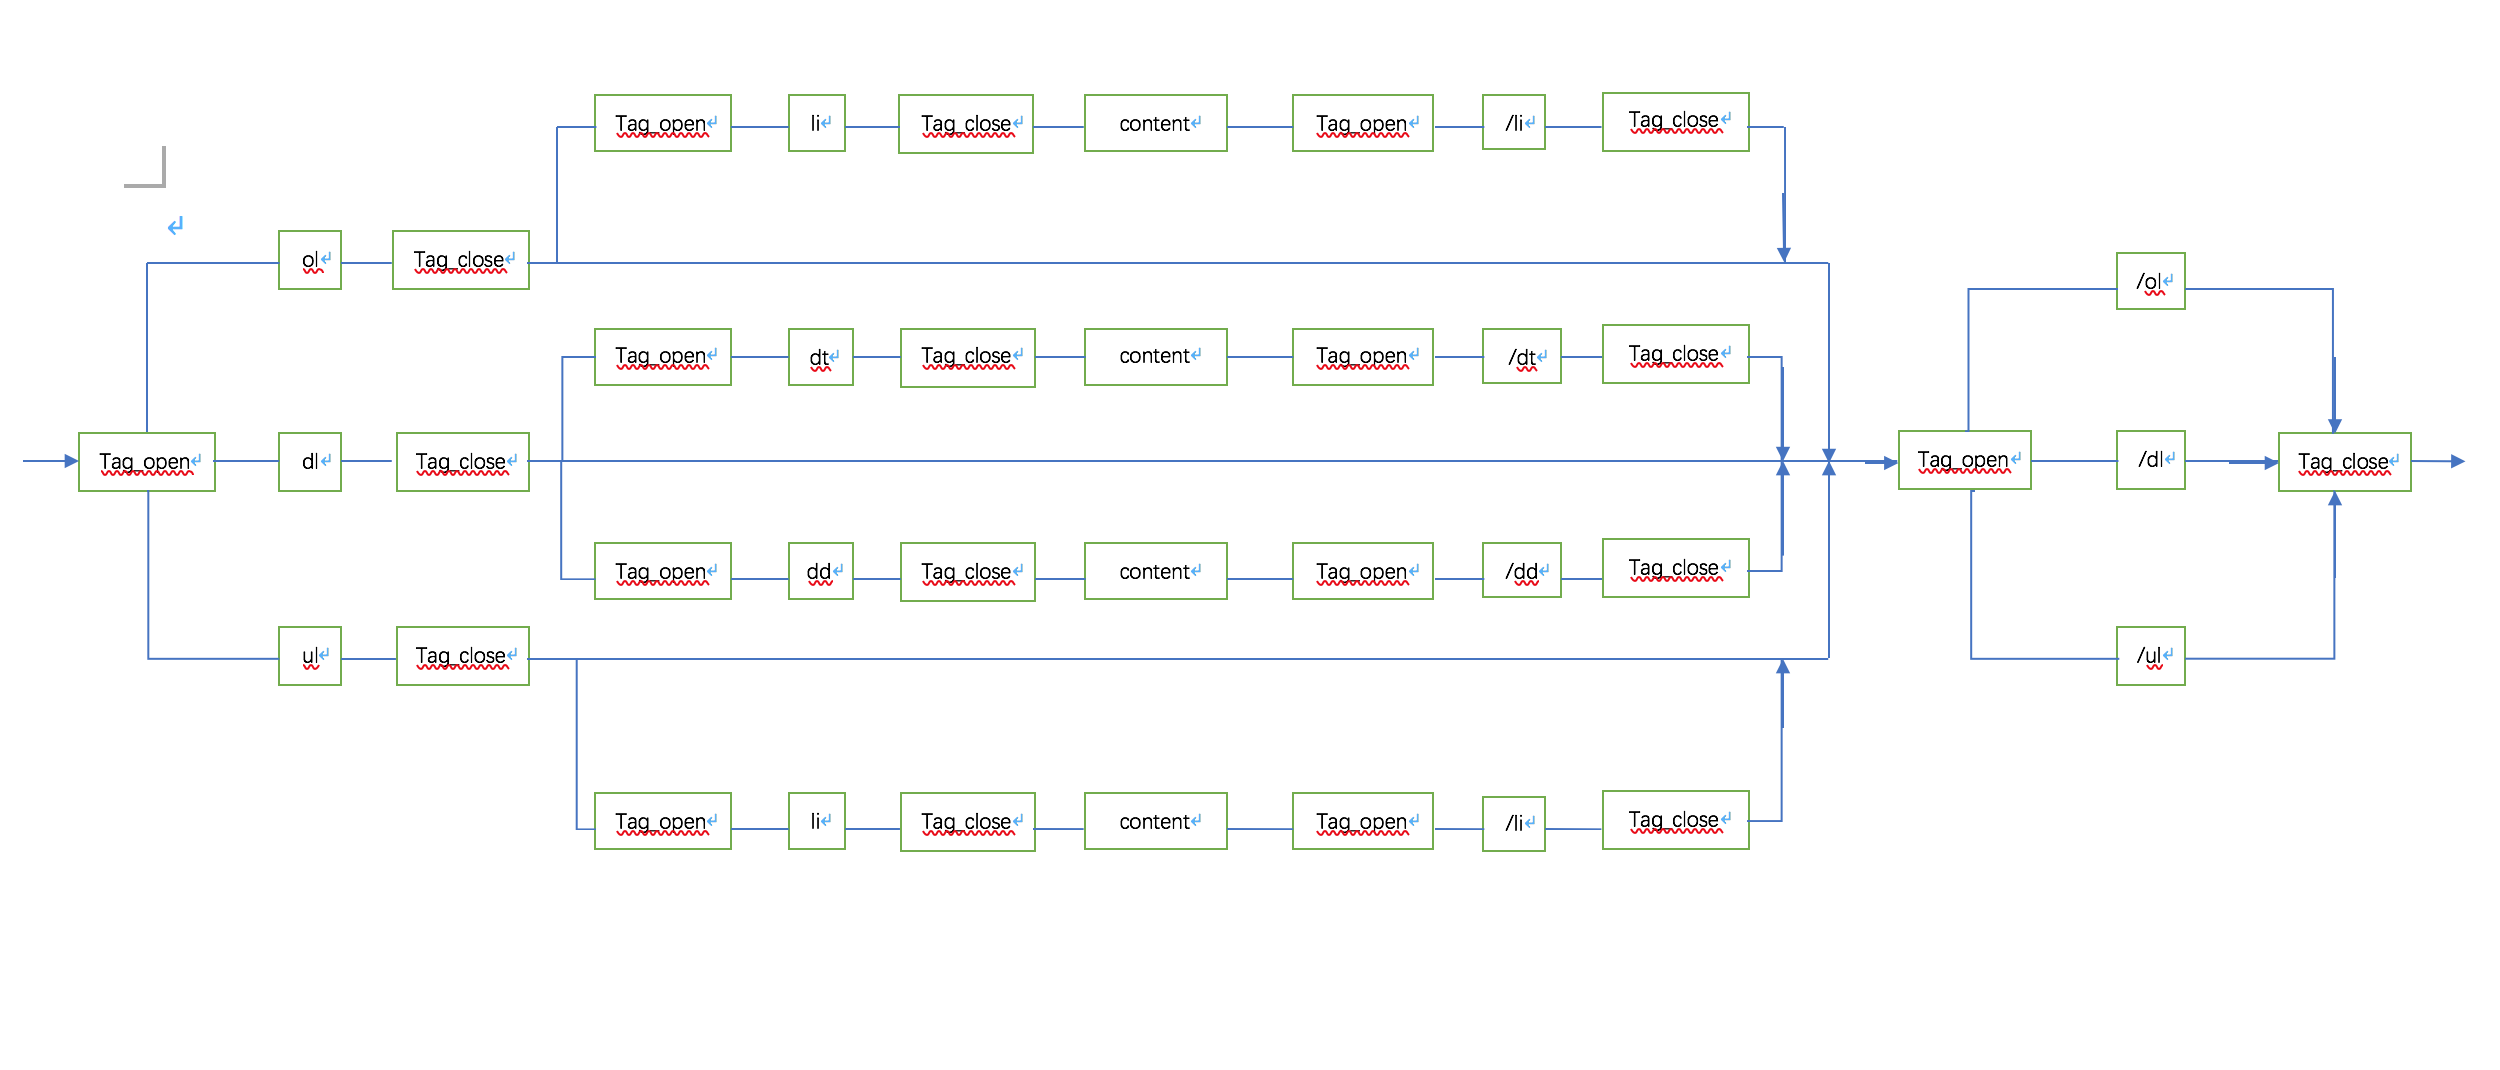 Tag_open li Tag_close content Tag_open /li Tag_close
ol Tag_close
/ol
Tag_open dt Tag_close content Tag_open /dt Tag_close
Tag_open dl Tag_close
Tag_open /dl Tag_close
Tag_open dd Tag_close content Tag_open /dd Tag_close
ul Tag_close
/ul
Tag_open li Tag_close content Tag_open /li Tag_close